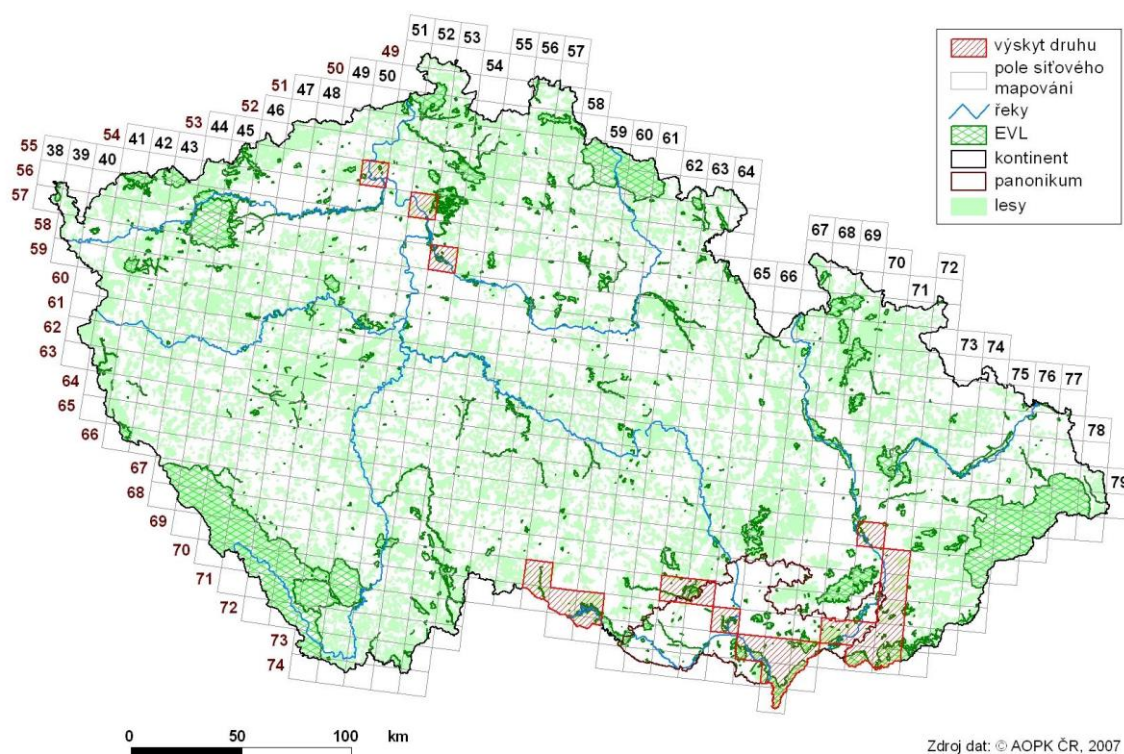 51 52 53
55 56 57
49
54
50 49 50
58
51 47 48
52 46
59 60 61
53 44 45
54 41 42 43
62 63 64
55 38 39 40
56
57
58
59
60
61
62
63
64
65
66
67
68
69
70
71
72
73
74
65 66
67 68 69
70
71
72
73 74
75 76 77
78
79
výskyt druhu
pole síťového
mapování
řeky
EVL
kontinent
panonikum
lesy
0 50 100 km
Zdroj dat: © AOPK ČR, 2007